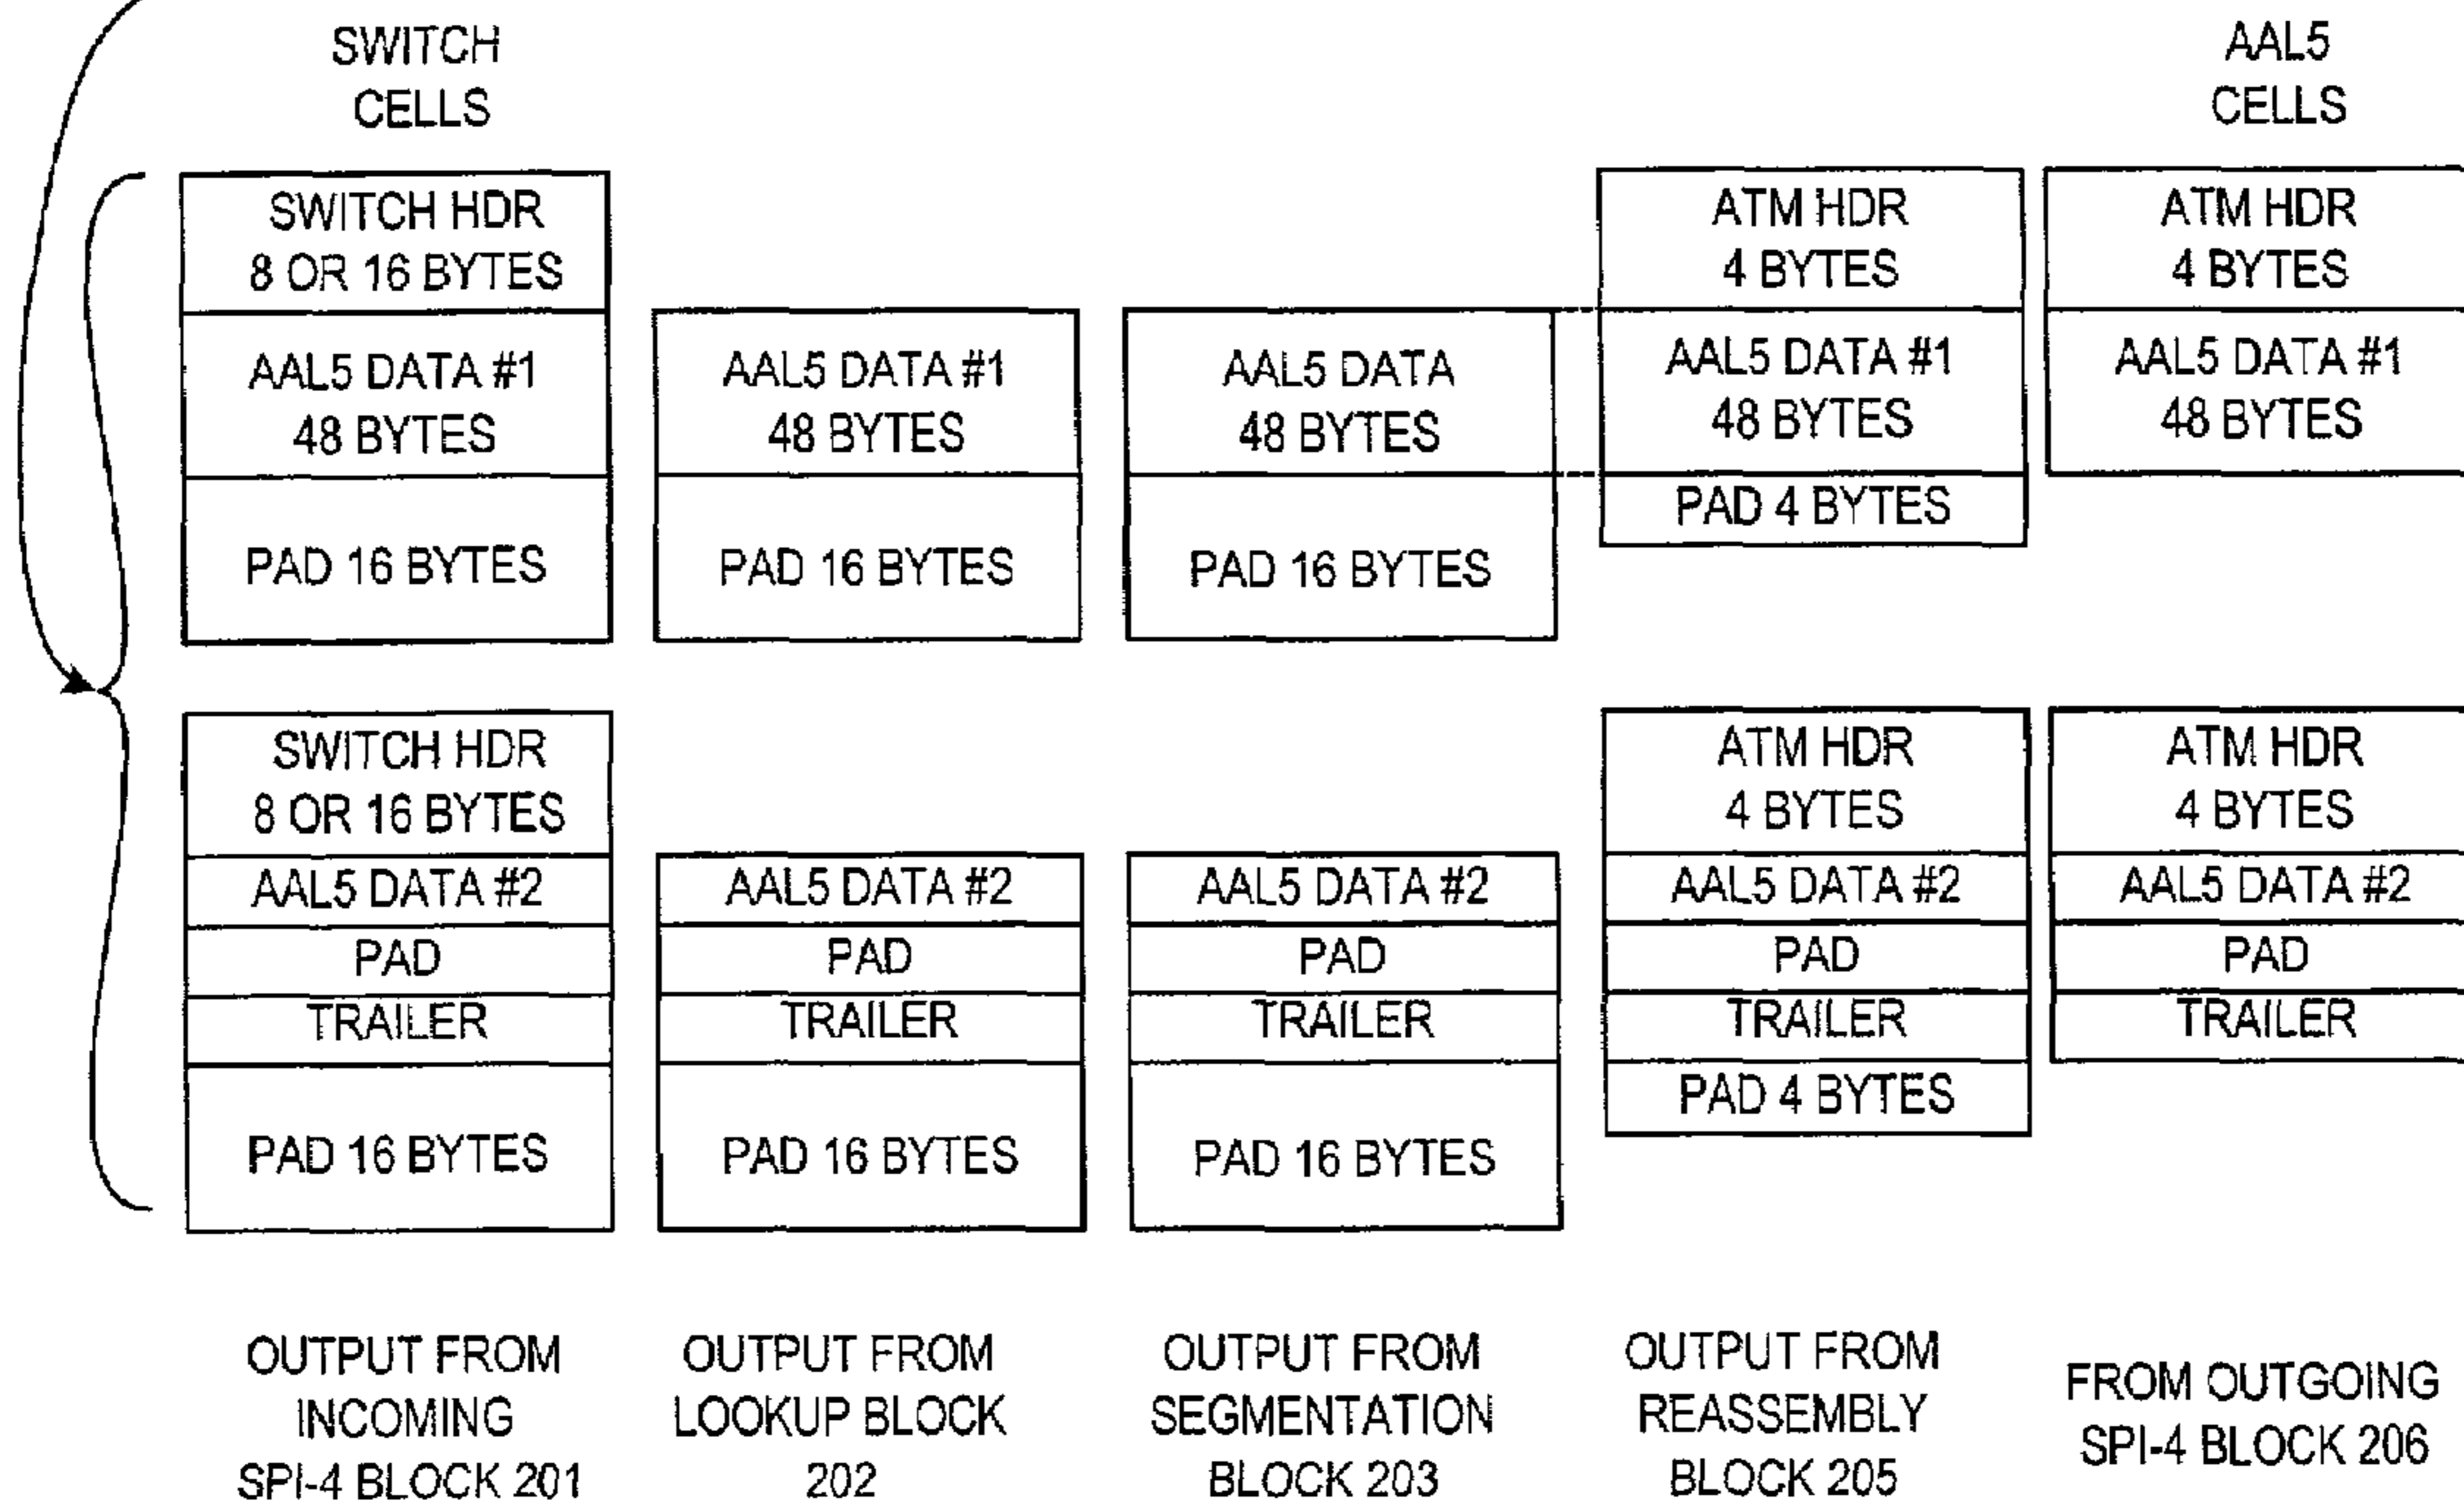 SWITCH
CELLS
AAL5
CELLS
SWITCH HDR
8 OR 16 BYTES
AAL5 DATA #1
48 BYTES
PAD 16 BYTES
AAL5 DATA #1
48 BYTES
PAD 16 BYTES
AAL5 DATA
48 BYTES
PAD 16 BYTES
ATM HDR
4 BYTES
AAL5 DATA #1
48 BYTES
PAD 4 BYTES
ATM HDR
4 BYTES
AAL5 DATA #1
48 BYTES
SWITCH HDR
8 OR 16 BYTES
AAL5 DATA #2
PAD
TRAILER
PAD 16 BYTES
AAL5 DATA #2
PAD
TRAILER
PAD 16 BYTES
AAL5 DATA #2
PAD
TRAILER
PAD 16 BYTES
ATM HDR
4 BYTES
AAL5 DATA #2
PAD
TRAILER
PAD 4 BYTES
ATM HDR
4 BYTES
AAL5 DATA #2
PAD
TRAILER
OUTPUT FROM
INCOMING
SPI-4 BLOCK 201
OUTPUT FROM
LOOKUP BLOCK
202
OUTPUT FROM
SEGMENTATION
BLOCK 203
OUTPUT FROM
REASSEMBLY
BLOCK 205
FROM OUTGOING
SPI-4 BLOCK 206